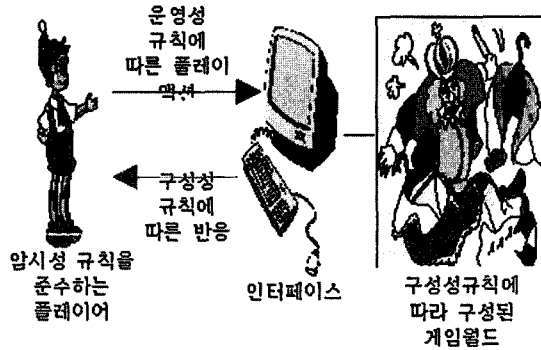 운영성
규칙에
따른 플레이
액션
구성성
규칙에
따른 반응
암시성 규칙을
준수하는
플레이어
인터페이스
구성성규칙에
따라 구성된
게임월드